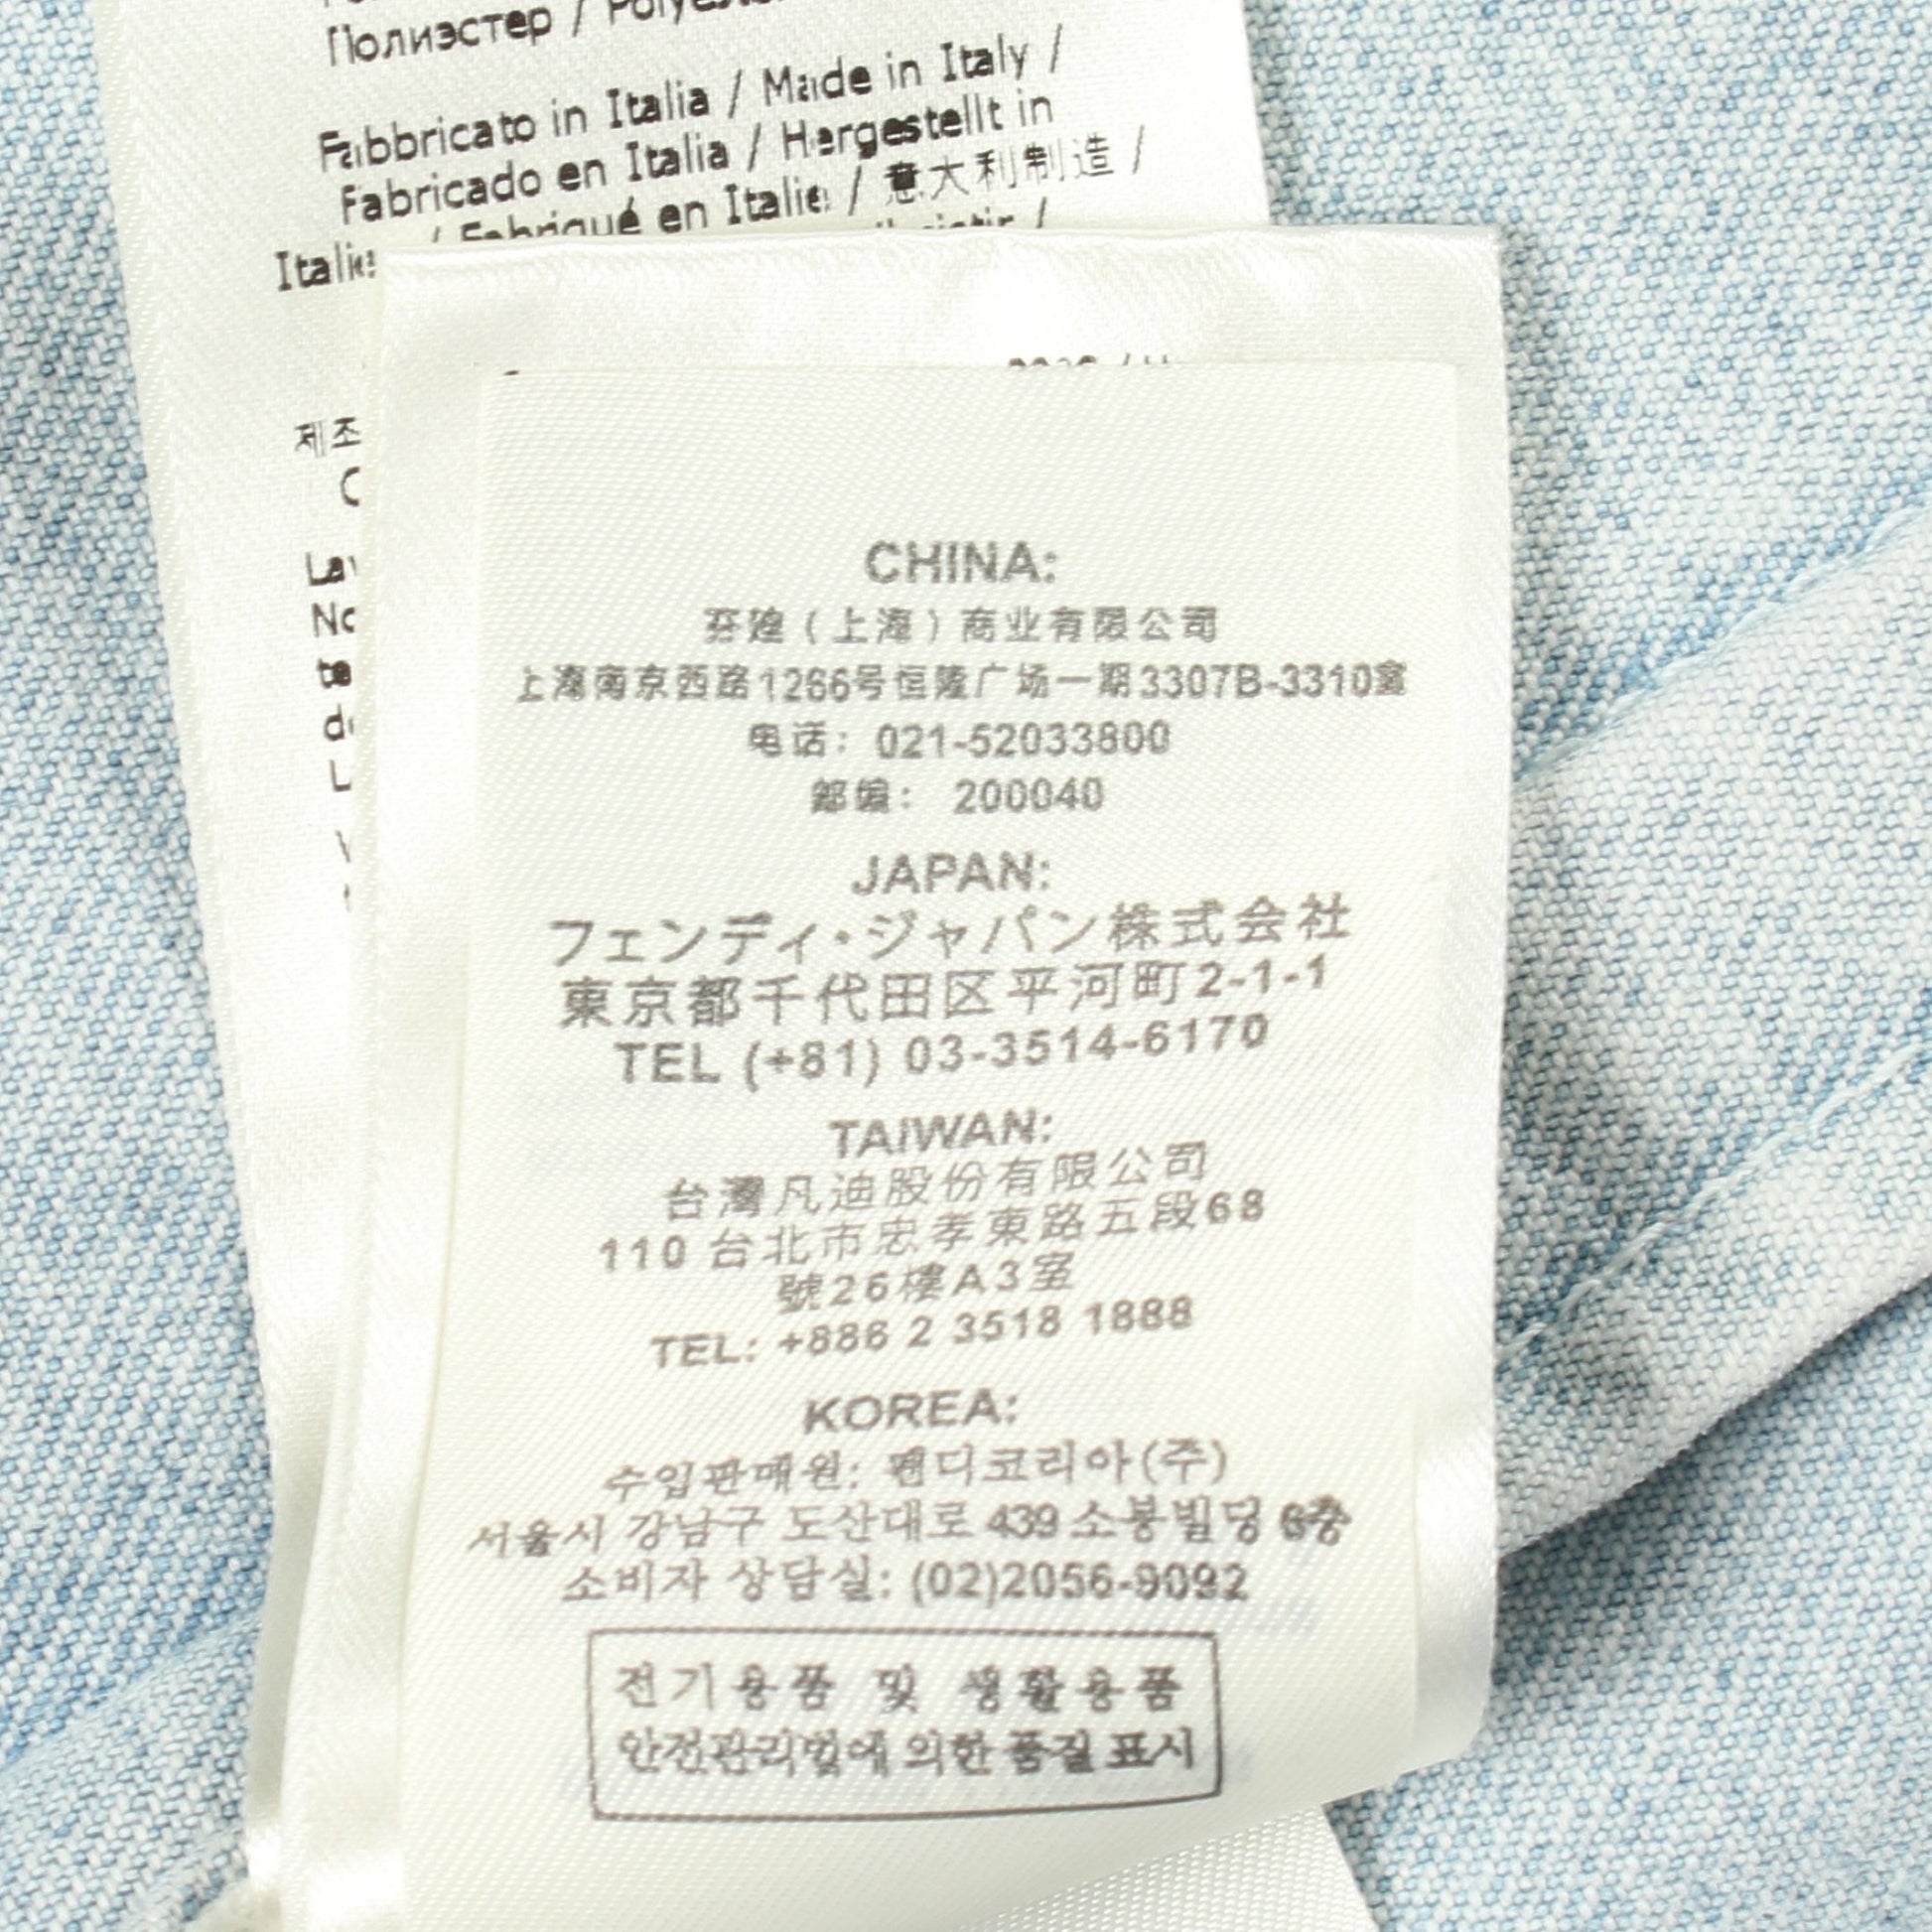 Полиэстер /
Fabbricato in Italia / Made in Italy /
Fabricado en Italia / Hergestellt in
Italie / Fabriqué en Italie / 意大利制造 /
제조
CHINA:
芬煌（上海）商业有限公司
上海南京西路1266号恒隆广场一期3307B-3310室
电话：021-52033800
邮编： 200040
JAPAN:
フェンディ・ジャパン株式会社
東京都千代田区平河町2-1-1
TEL (+81) 03-3514-6170
TAIWAN:
台灣凡迪股份有限公司
110 台北市忠孝東路五段68
號26樓A3室
TEL: +886 2 3518 1888
KOREA:
수입판매원: 펜디코리아(주)
서울시 강남구 도산대로 439 소봉빌딩 6층
소비자 상담실: (02)2056-9092
전기용품 및 생활용품
안전관리법에 의한 품질표시